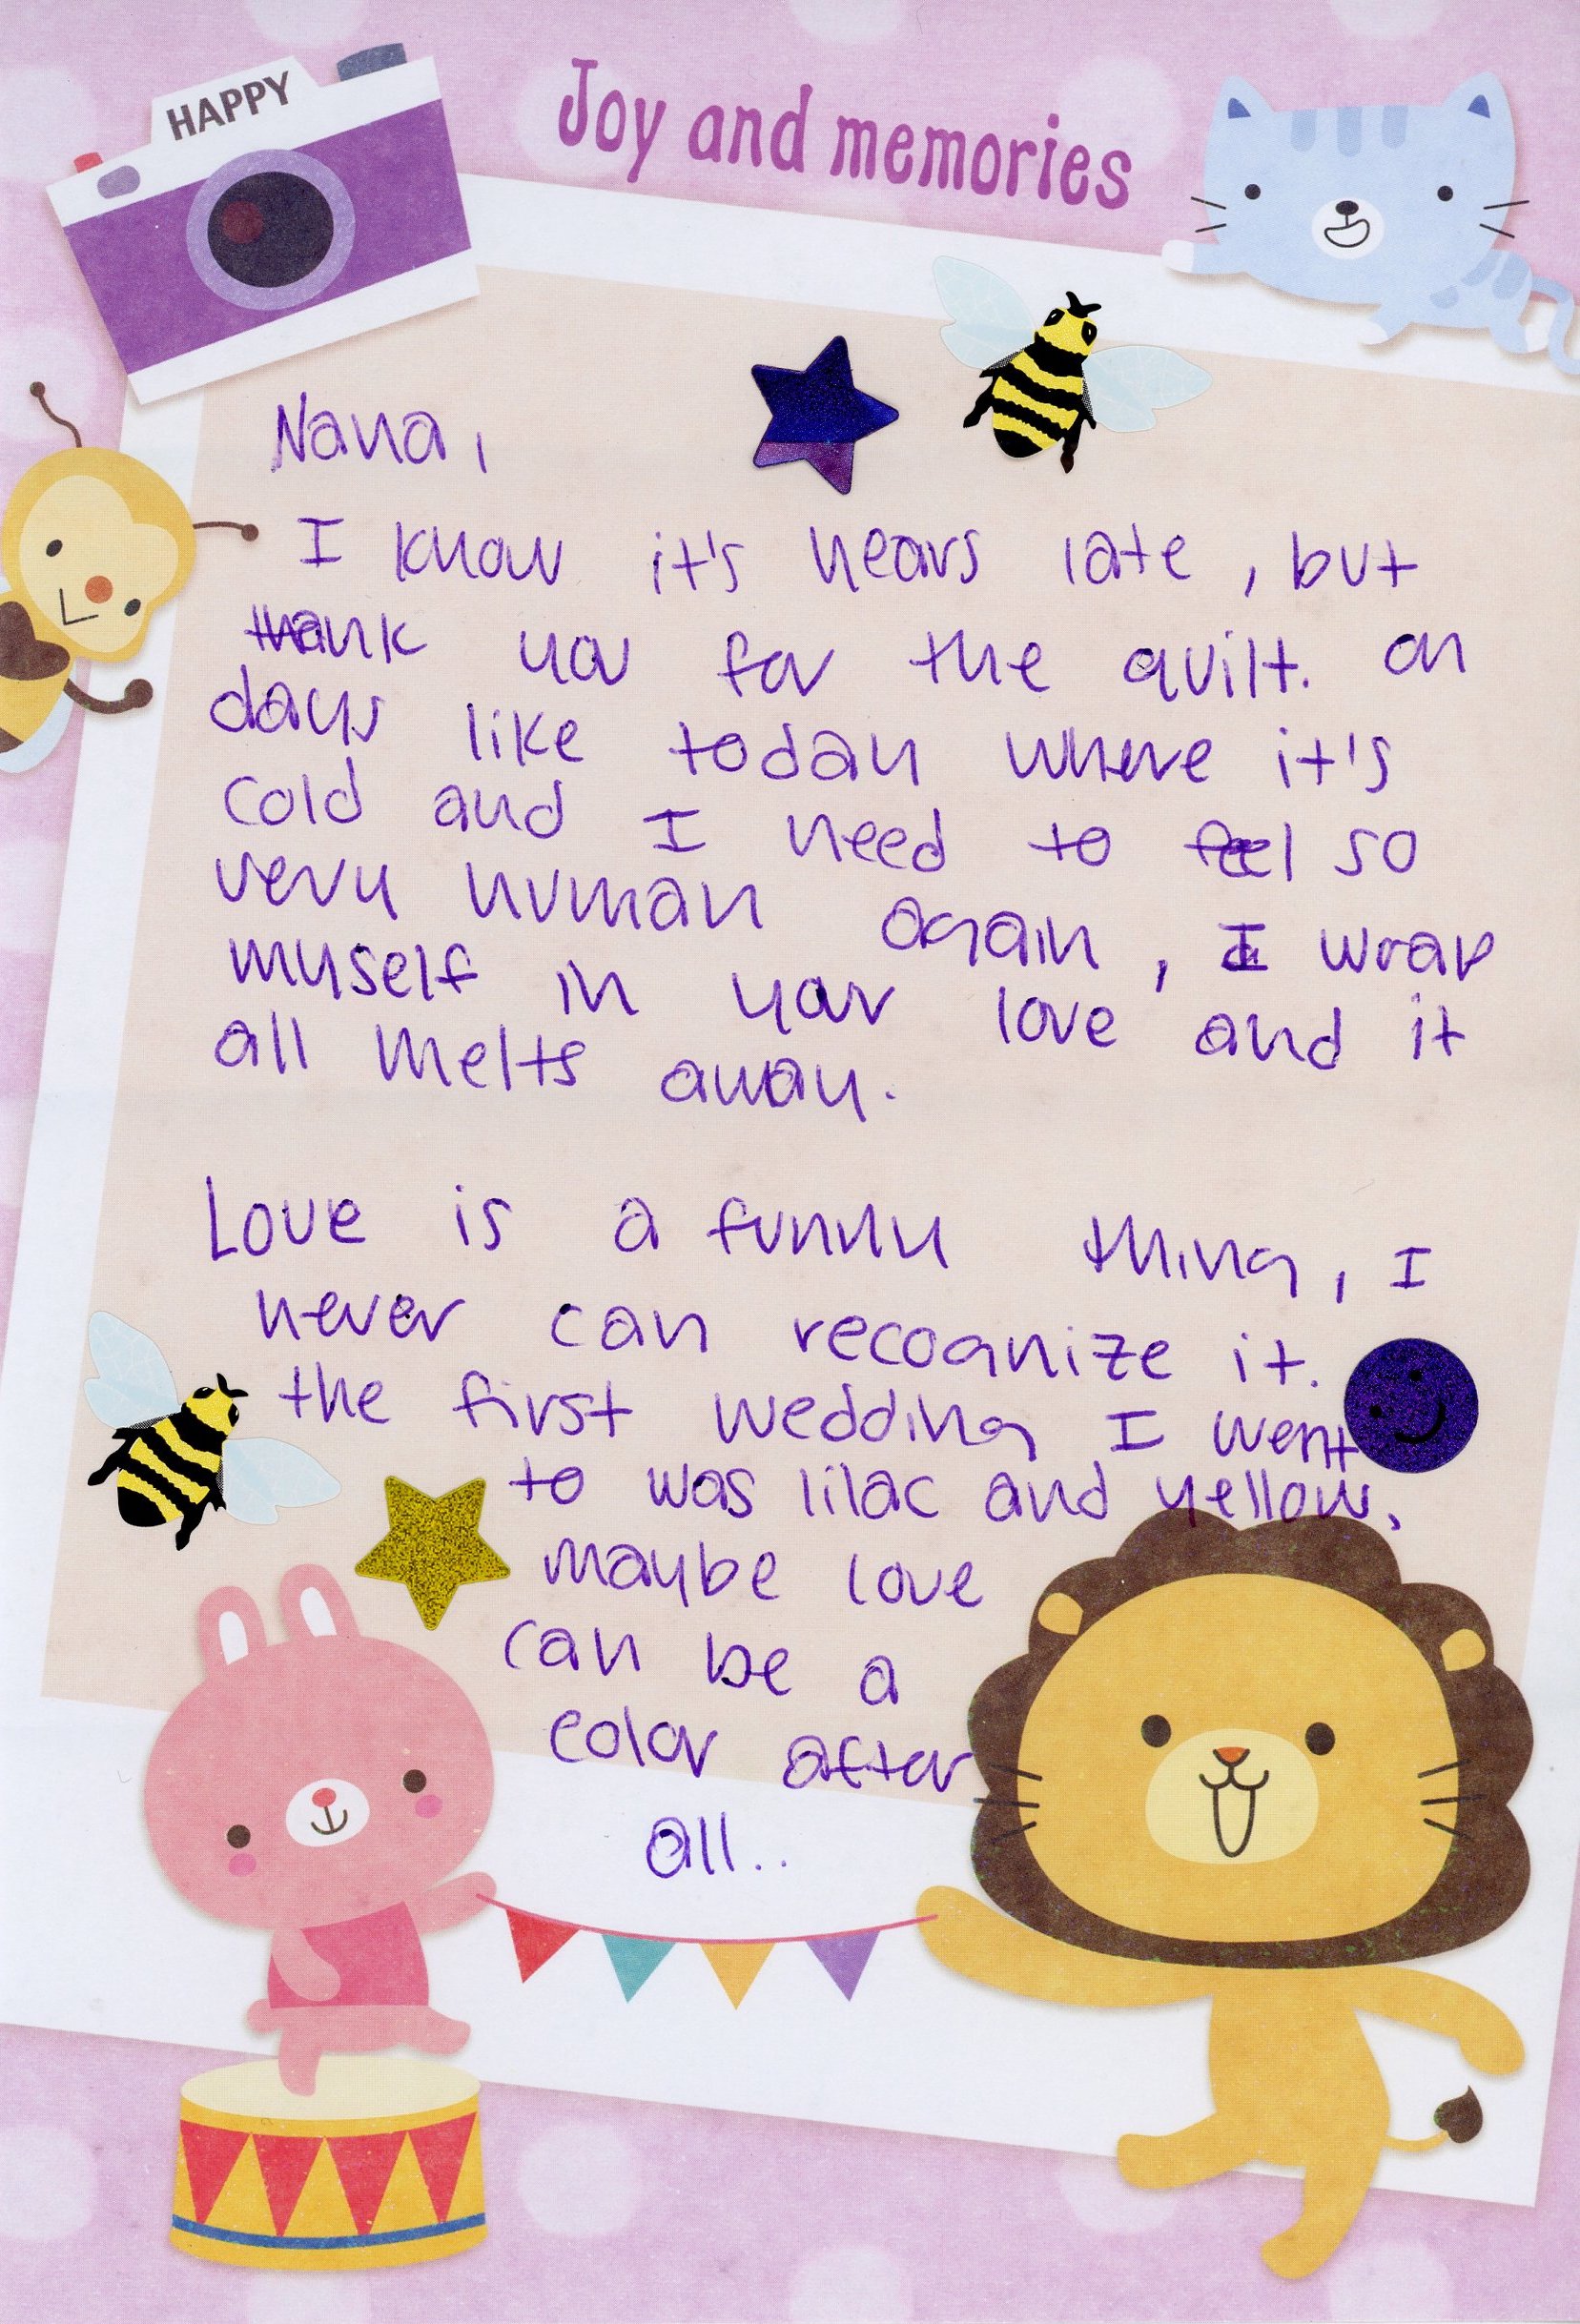 HAPPY
Joy and memories
Nana,
I know it's years late, but
thank you for the quilt. on
days like today where it's
cold and I need to feel so
very human again, I wrap
myself in your love and it
all melts away.
Love is a funny thing, I
never can recognize it.
the first wedding I went
to was lilac and yellow,
maybe love
can be a
color after
all..